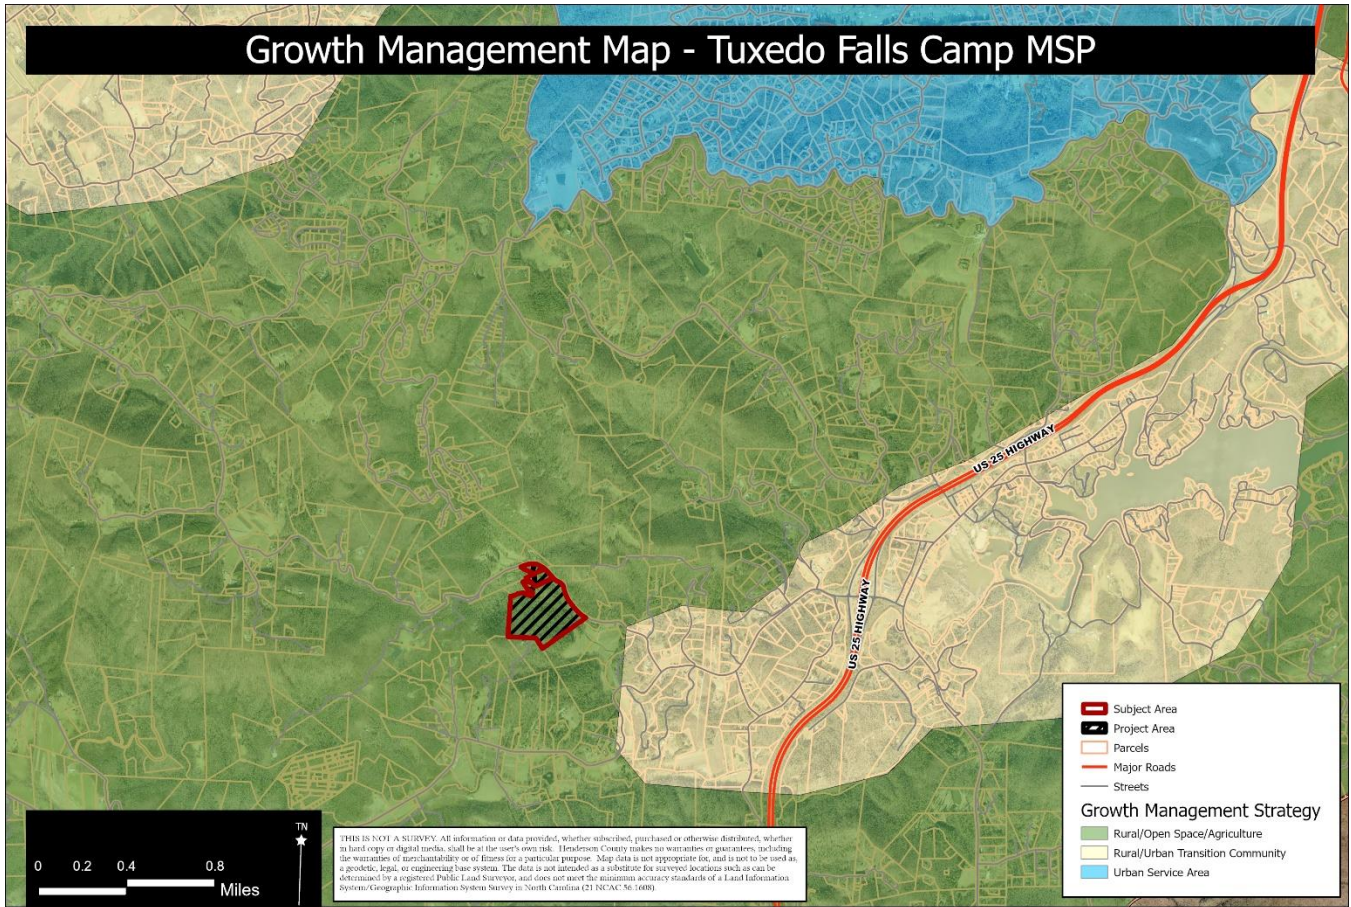 Growth Management Map - Tuxedo Falls Camp MSP
US 25 HIGHWAY
US 25 HIGHWAY
Subject Area
Project Area
Parcels
Major Roads
Streets
Growth Management Strategy
Rural/Open Space/Agriculture
Rural/Urban Transition Community
Urban Service Area
TN
0 0.2 0.4 0.8
Miles
THIS IS NOT A SURVEY. All information or data provided, whether subscribed, purchased or otherwise distributed, whether
in hard copy or digital media, shall be at the user's own risk. Henderson County makes no warranties or guarantees, including
the warranties of merchantability or of fitness for a particular purpose. Map data is not appropriate for, and is not to be used as,
a geodetic, legal, or engineering base system. The data is not intended as a substitute for surveyed locations such as can be
determined by a registered Public Land Surveyor, and does not meet the minimum accuracy standards of a Land Information
System/Geographic Information System Survey in North Carolina (21 NCAC 56.1608)